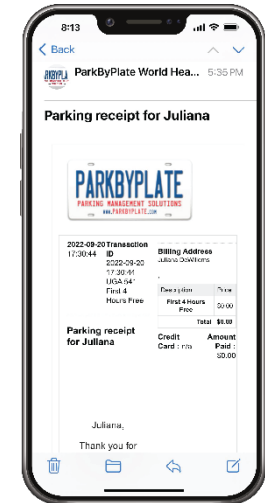 8:13
Back
ParkByPlate World Hea... 5:36 PM
Parking receipt for Juliana
PARKBYPLATE
PARKING MANAGEMENT SOLUTIONS
www.PARKBYPLATE.com
2022-09-20
17:30:44
Transaction
ID
2022-09-20
17:30:44
First 4
Hours Free
Billing Address
Description Price
First 4 Hours
Free
$0.00
Total $0.00
Parking receipt
for Juliana
Credit
Card : n/a
Amount
Paid :
$0.00
Juliana,
Thank you for